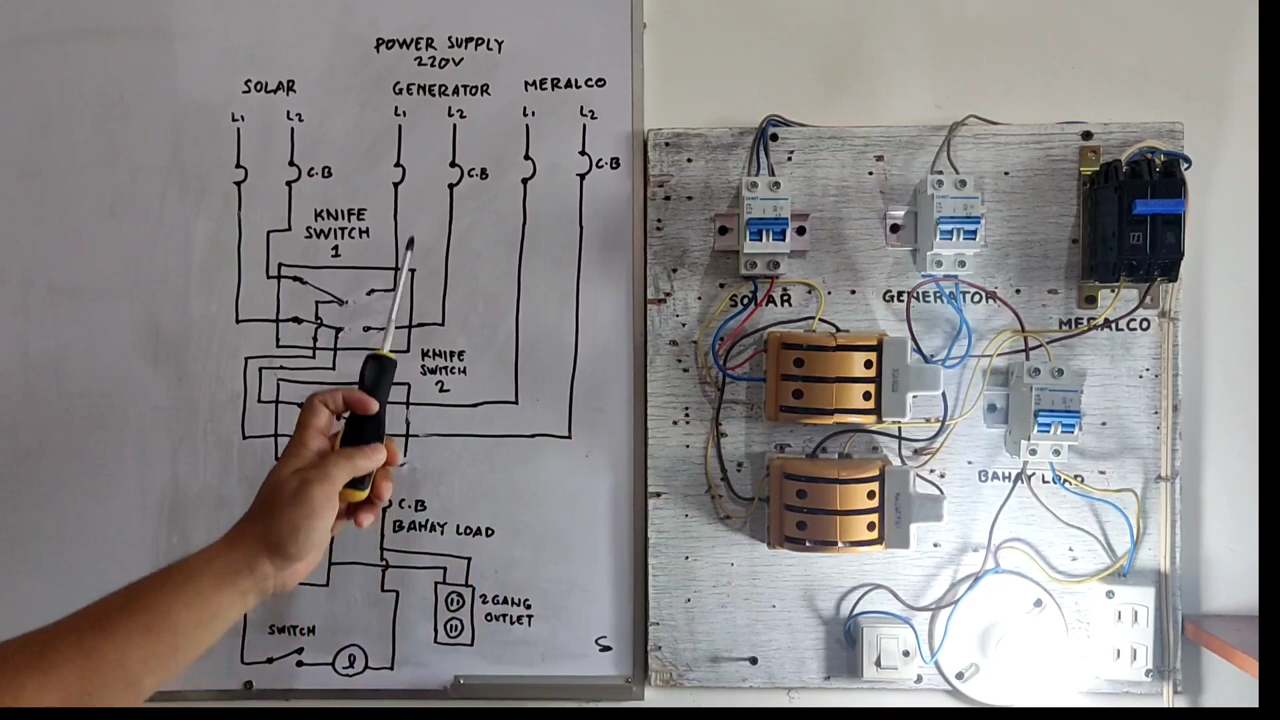 POWER SUPPLY
220V
SOLAR
GENERATOR
MERALCO
L1
L2
L1
L2
L1
L2
C.B
C.B
C.B
KNIFE
SWITCH
1
KNIFE
SWITCH
2
C.B
BAHAY LOAD
2 GANG
OUTLET
SWITCH
S
SOLAR
GENERATOR
MERALCO
BAHAY LOAD